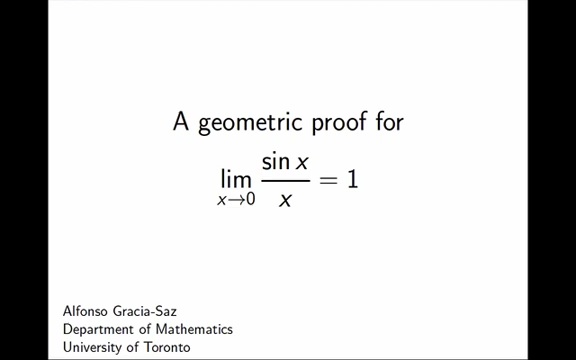 A geometric proof for
lim x→0 sin x / x = 1
Alfonso Gracia-Saz
Department of Mathematics
University of Toronto